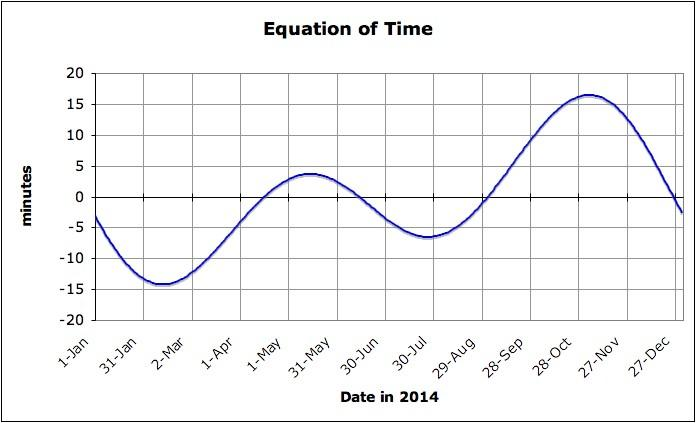 Equation of Time
20
15
10
5
0
-5
-10
-15
-20
minutes
1-Jan
31-Jan
2-Mar
1-Apr
1-May
31-May
30-Jun
30-Jul
29-Aug
28-Sep
28-Oct
27-Nov
27-Dec
Date in 2014